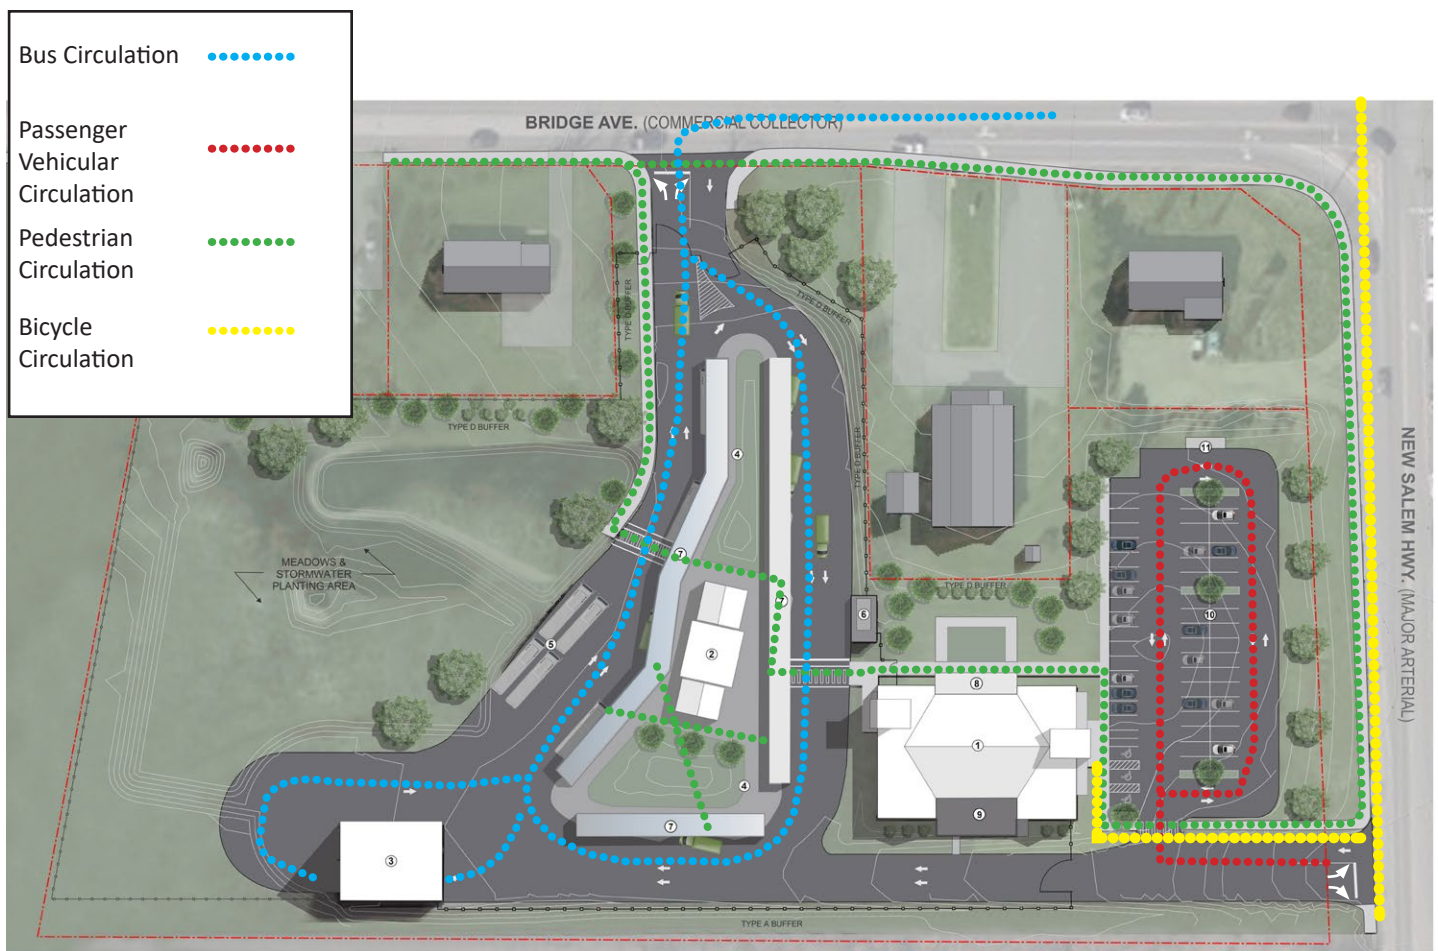 Bus Circulation
Passenger
Vehicular
Circulation
Pedestrian
Circulation
Bicycle
Circulation
BRIDGE AVE. (COMMERCIAL COLLECTOR)
NEW SALEM HWY. (MAJOR ARTERIAL)
TYPE D BUFFER
TYPE D BUFFER
TYPE D BUFFER
TYPE D BUFFER
TYPE D BUFFER
MEADOWS &
STORMWATER
PLANTING AREA
TYPE A BUFFER
11
4
7
7
6
10
5
2
8
1
4
9
7
3